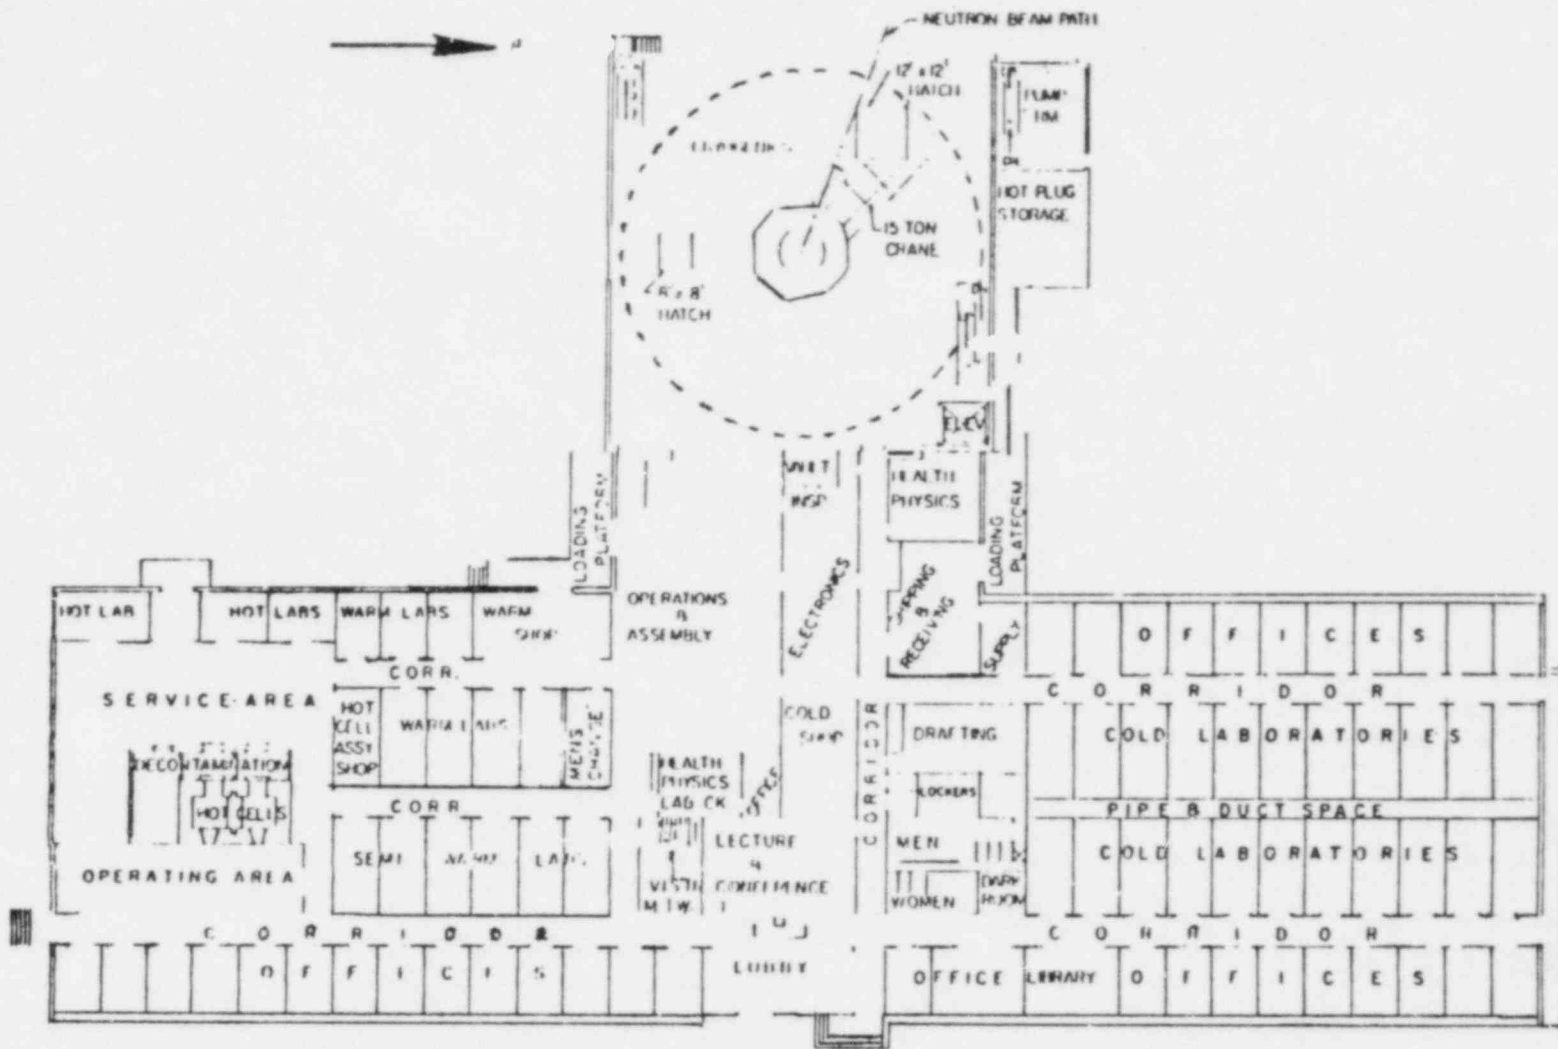 NEUTRON BEAM PATH
12' x 12'
HATCH
PUMP
RM.
HOT PLUG
STORAGE
15 TON
CRANE
8' x 8'
HATCH
ELEV
HEALTH
PHYSICS
INSP.
LOADING
PLATFORM
LOADING
PLATFORM
HOT LAB
HOT LABS
WARM LABS
WARM
SHOP
OPERATIONS
&
ASSEMBLY
ELECTRONICS
SHIPPING
&
RECEIVING
SUPPLY
OFFICES
CORR.
CORRIDOR
SERVICE AREA
HOT
CELL
ASSY
SHOP
WARM LABS
MENS
CHANGE
COLD
SHOP
CORRIDOR
DRAFTING
COLD LABORATORIES
DECONTAMINATION
HEALTH
PHYSICS
LAB CK
OFFICE
LOCKERS
HOT CELLS
CORR
PIPE & DUCT SPACE
SEMI WARM LABS
LECTURE
&
CONFERENCE
MEN
COLD LABORATORIES
OPERATING AREA
M W
WOMEN
DARK
ROOM
CORRIDOR
CORRIDOR
OFFICES
LOBBY
OFFICE
LIBRARY
OFFICES